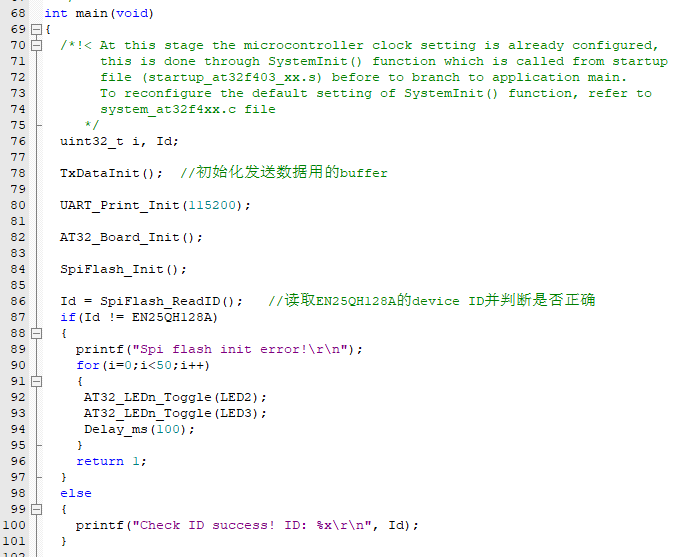 68 int main(void)
69 {
70 /*!< At this stage the microcontroller clock setting is already configured,
71 this is done through SystemInit() function which is called from startup
72 file (startup_at32f403_xx.s) before to branch to application main.
73 To reconfigure the default setting of SystemInit() function, refer to
74 system_at32f4xx.c file
75 */
76 uint32_t i, Id;
77
78 TxDataInit(); //初始化发送数据用的buffer
79
80 UART_Print_Init(115200);
81
82 AT32_Board_Init();
83
84 SpiFlash_Init();
85
86 Id = SpiFlash_ReadID(); //读取EN25QH128A的device ID并判断是否正确
87 if(Id != EN25QH128A)
88 {
89 printf("Spi flash init error!\r\n");
90 for(i=0;i<50;i++)
91 {
92 AT32_LEDn_Toggle(LED2);
93 AT32_LEDn_Toggle(LED3);
94 Delay_ms(100);
95 }
96 return 1;
97 }
98 else
99 {
100 printf("Check ID success! ID: %x\r\n", Id);
101 }